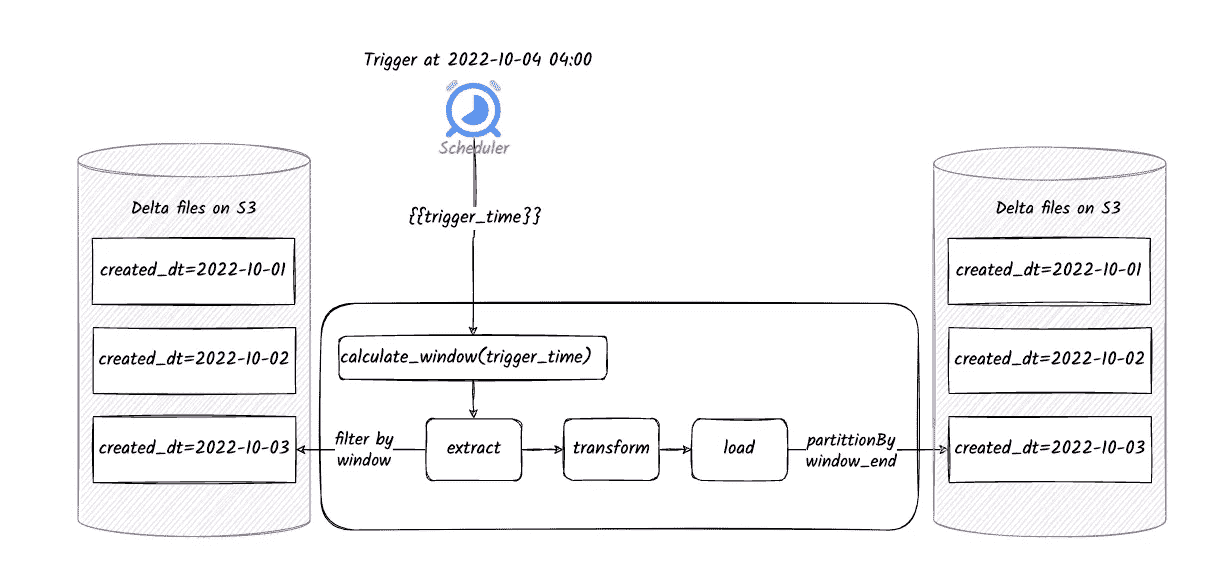 Trigger at 2022-10-04 04:00
Scheduler
{{trigger_time}}
Delta files on S3
created_dt=2022-10-01
created_dt=2022-10-02
created_dt=2022-10-03
calculate_window(trigger_time)
filter by
window
extract
transform
load
partittionBy
window_end
Delta files on S3
created_dt=2022-10-01
created_dt=2022-10-02
created_dt=2022-10-03